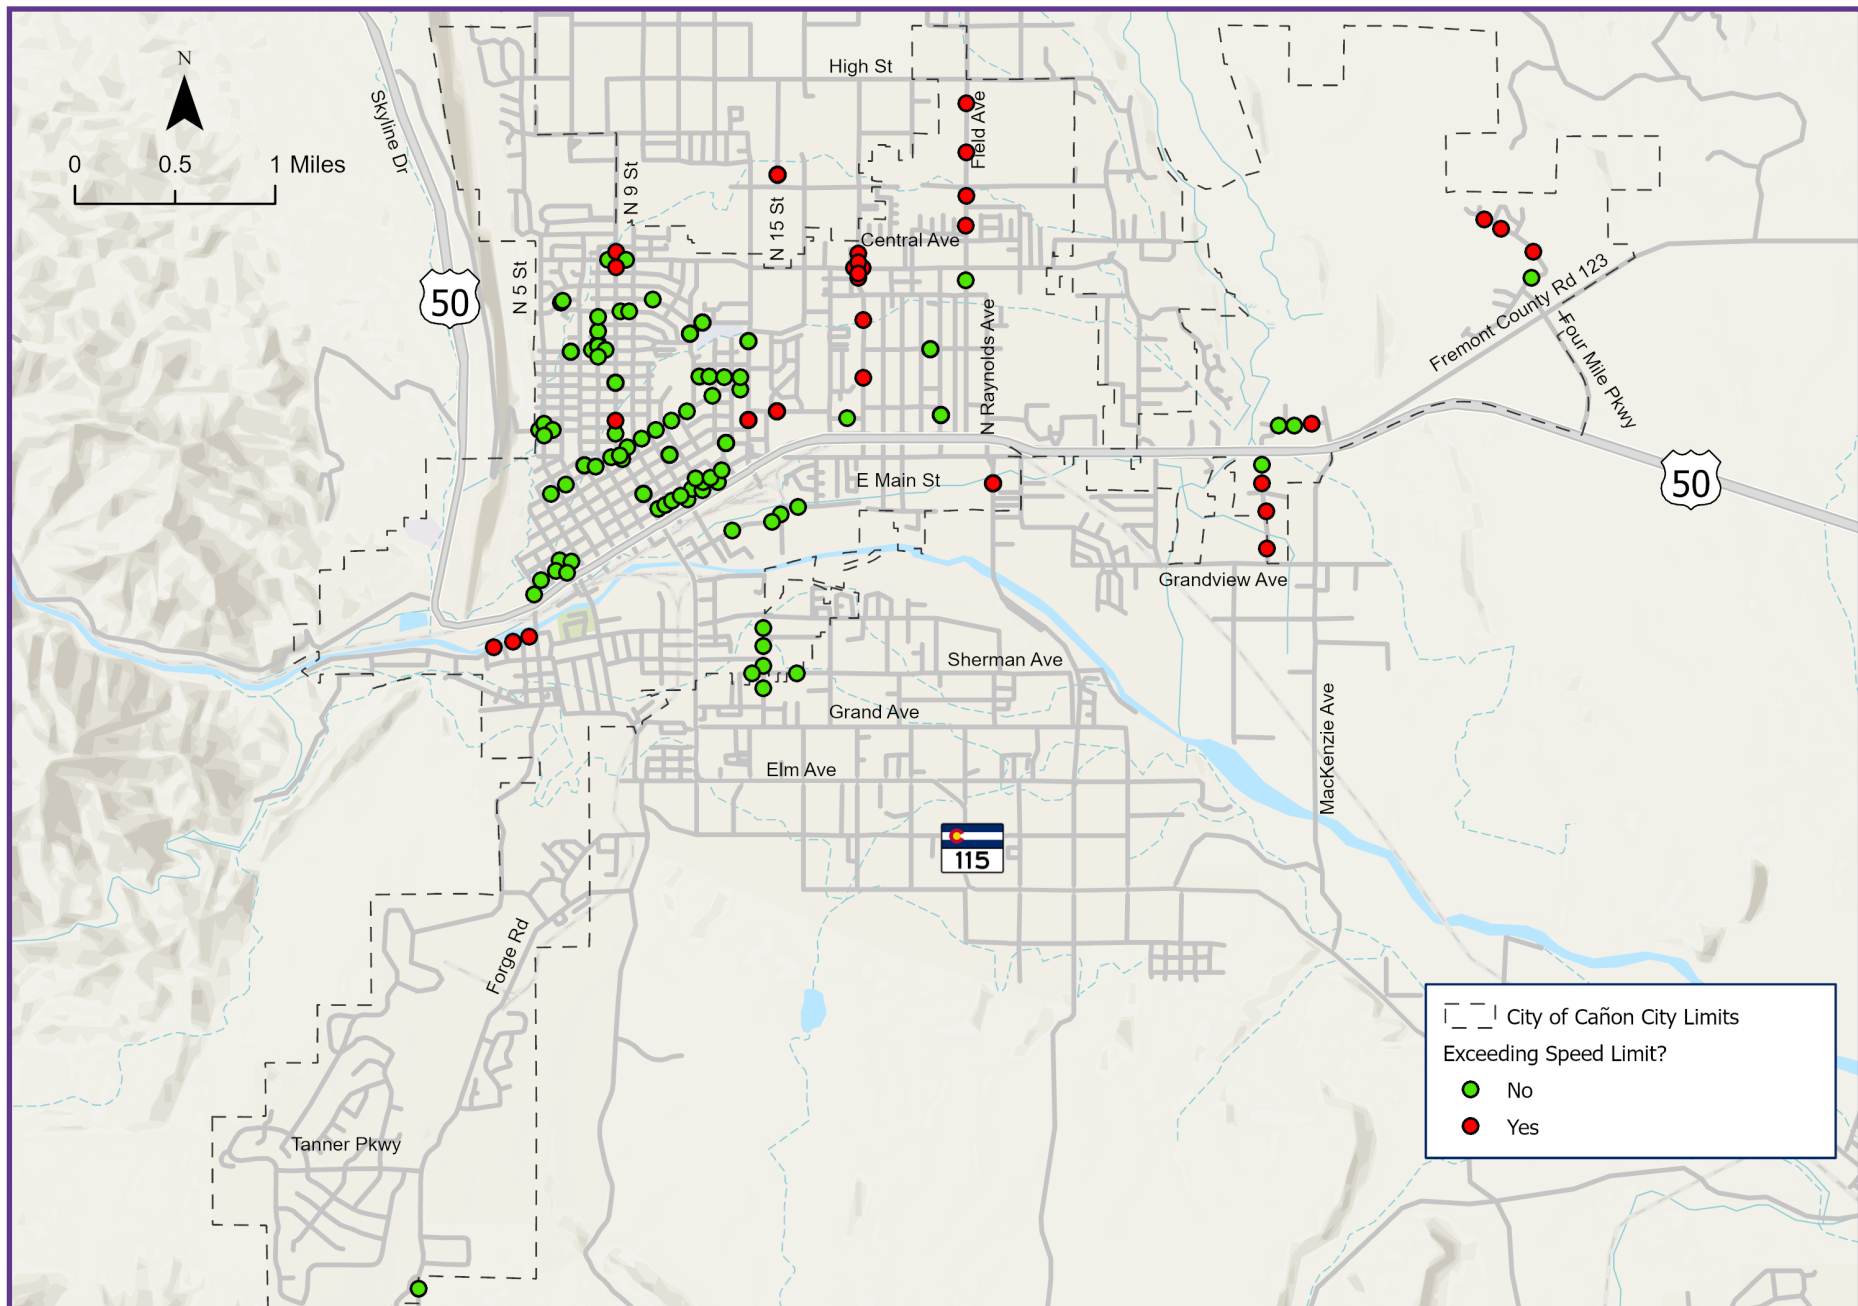 High St
N
Skyline Dr
Field Ave
0 0.5 1 Miles
N 9 St
N 15 St
Central Ave
N 5 St
50
Fremont County Rd 123
N Raynolds Ave
Four Mile Pkwy
E Main St
50
Grandview Ave
Sherman Ave
Grand Ave
MacKenzie Ave
Elm Ave
115
Forge Rd
City of Cañon City Limits
Exceeding Speed Limit?
No
Yes
Tanner Pkwy